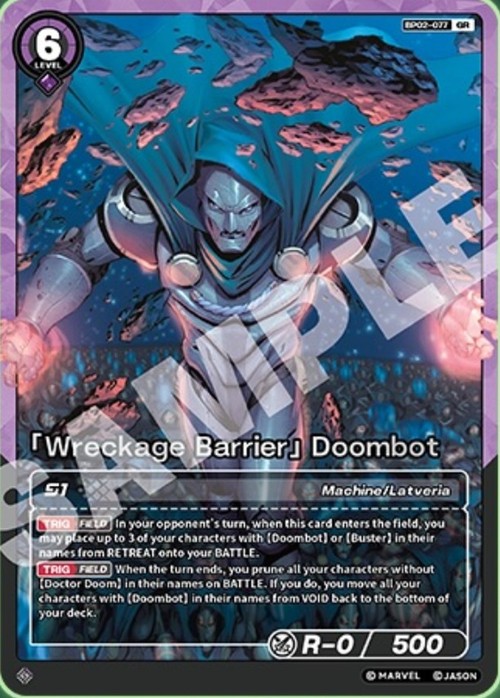 BP02-077 GR
6
LEVEL
SAMPLE
「Wreckage Barrier」 Doombot
S1 Machine/Latveria
TRIG FIELD In your opponent's turn, when this card enters the field, you
may place up to 3 of your characters with [Doombot] or [Buster] in their
names from RETREAT onto your BATTLE.
TRIG FIELD When the turn ends, you prune all your characters without
[Doctor Doom] in their names on BATTLE. If you do, you move all your
characters with [Doombot] in their names from VOID back to the bottom of
your deck.
R-0 / 500
© MARVEL © JASON